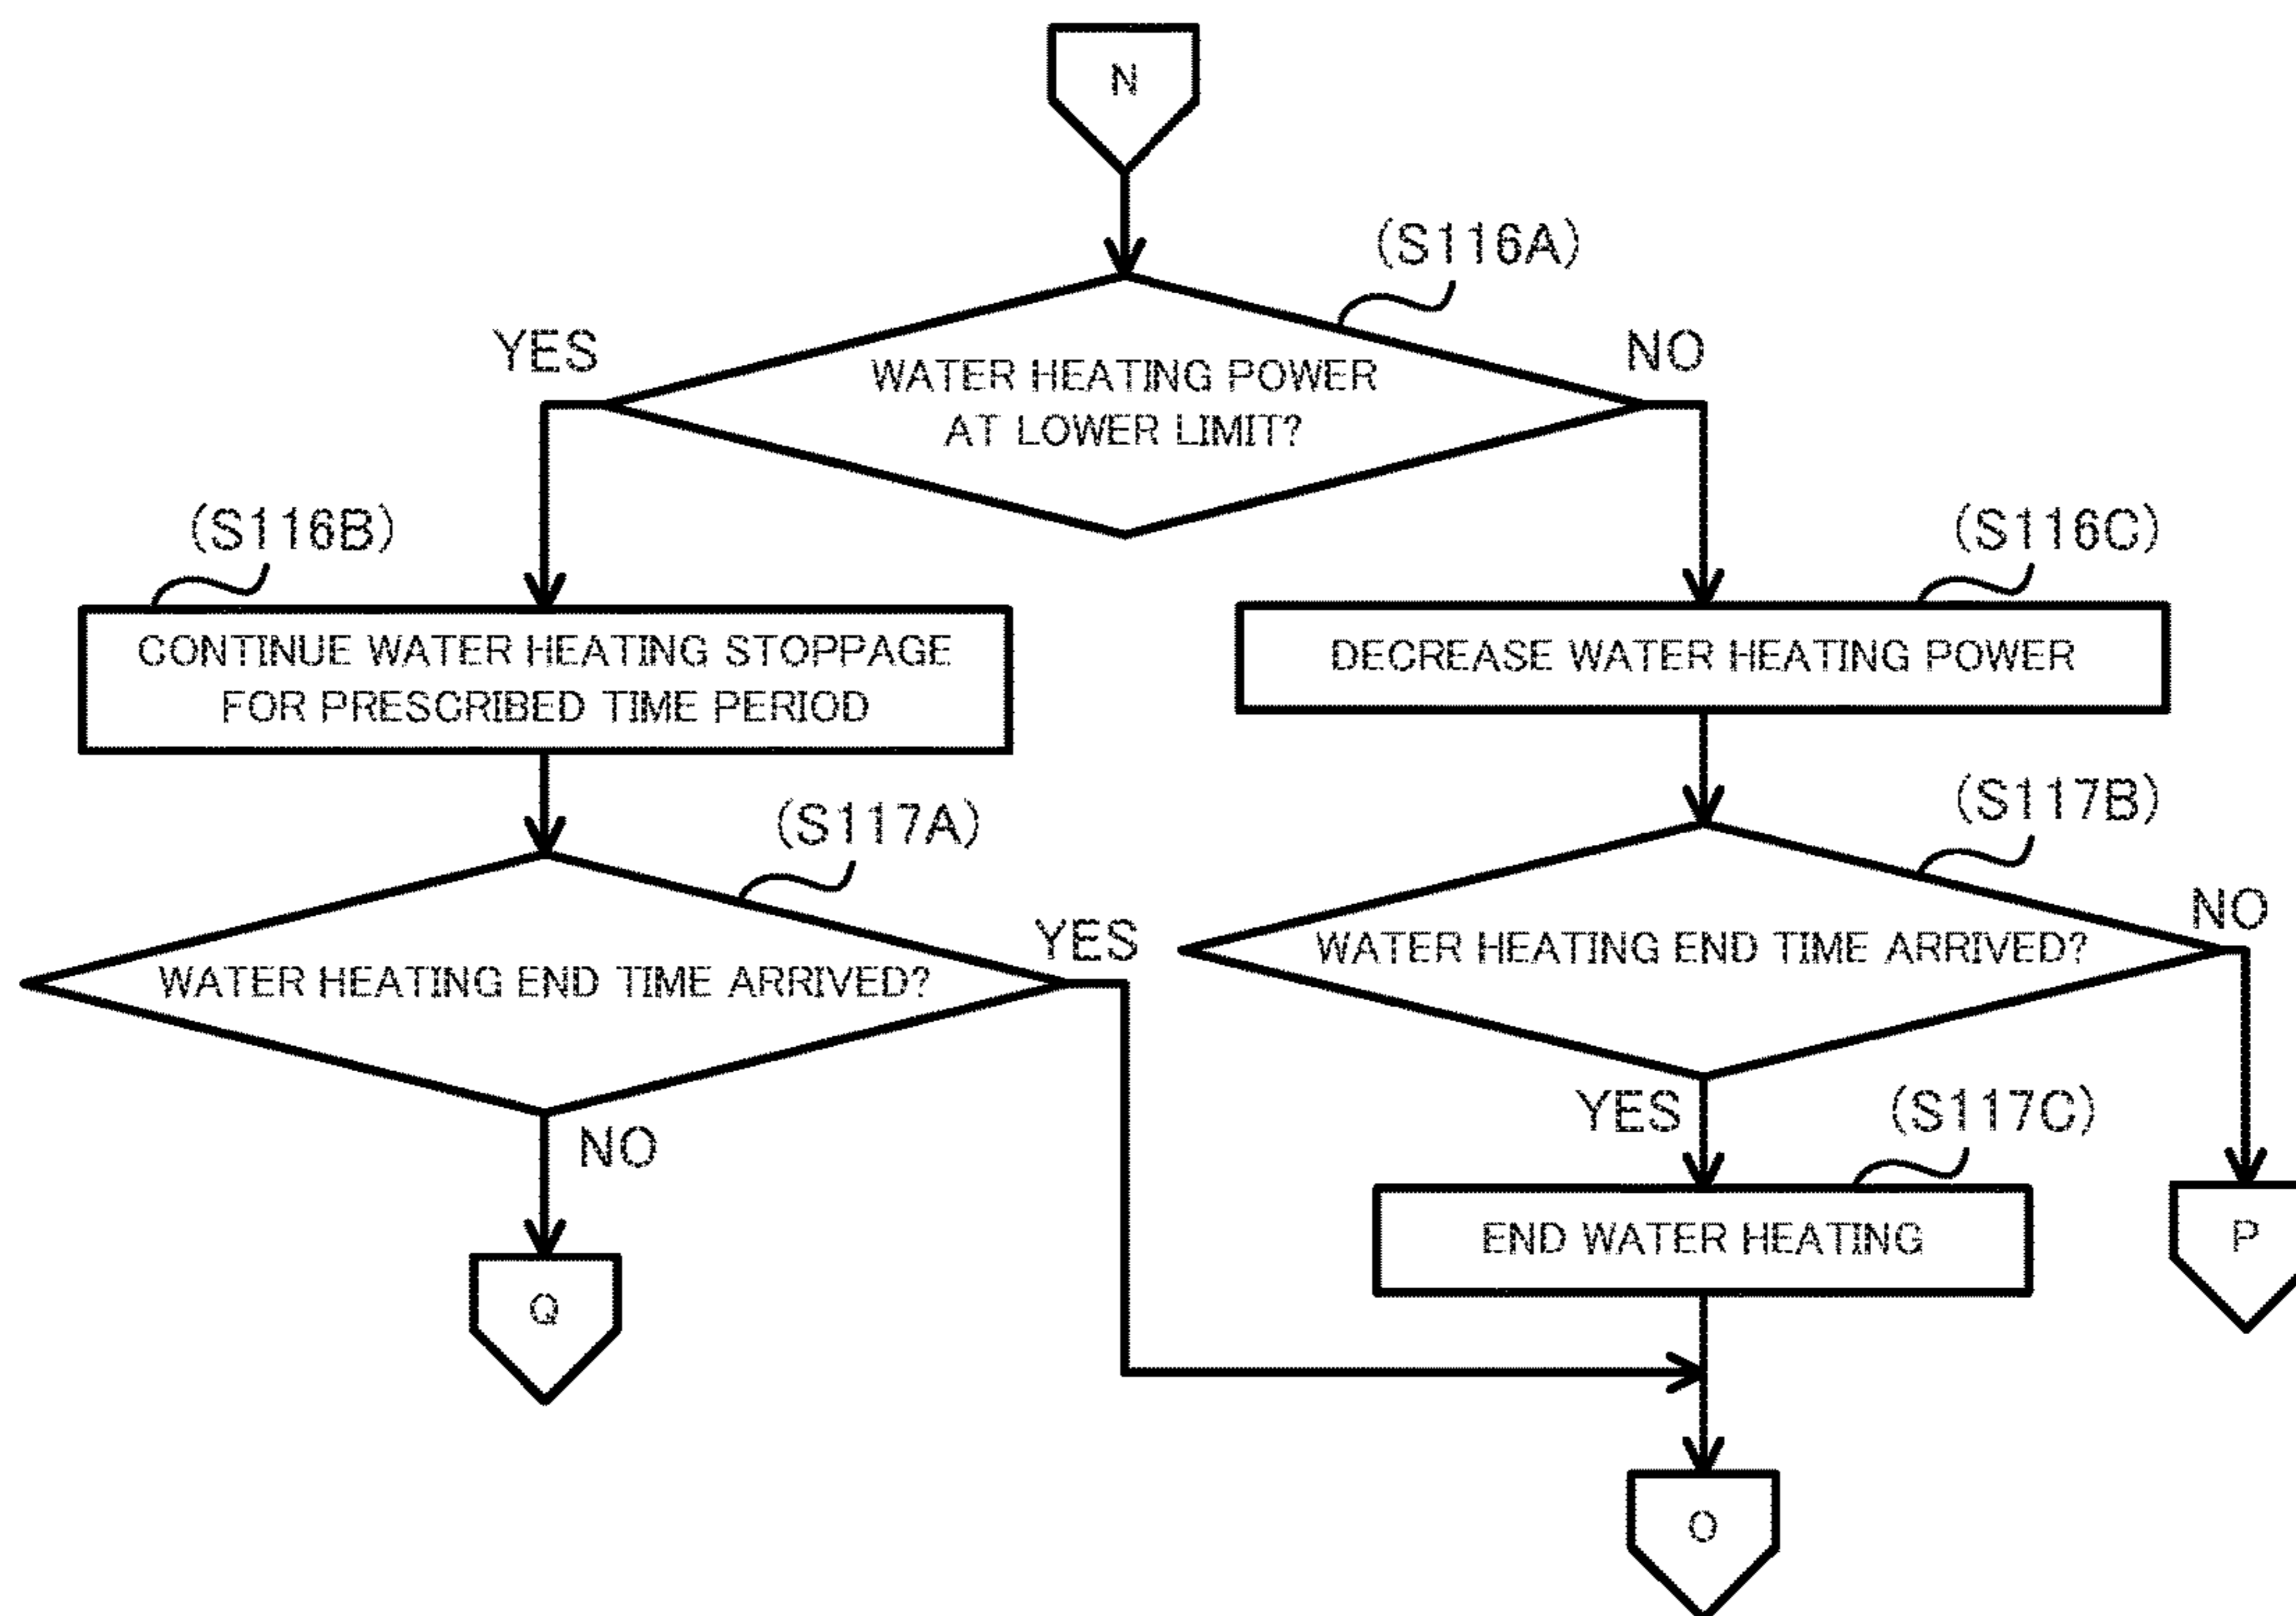 N
(S116A)
YES
NO
WATER HEATING POWER
AT LOWER LIMIT?
(S116B)
(S116C)
CONTINUE WATER HEATING STOPPAGE
FOR PRESCRIBED TIME PERIOD
DECREASE WATER HEATING POWER
(S117A)
(S117B)
YES
NO
WATER HEATING END TIME ARRIVED?
WATER HEATING END TIME ARRIVED?
NO
YES
(S117C)
Q
END WATER HEATING
P
O